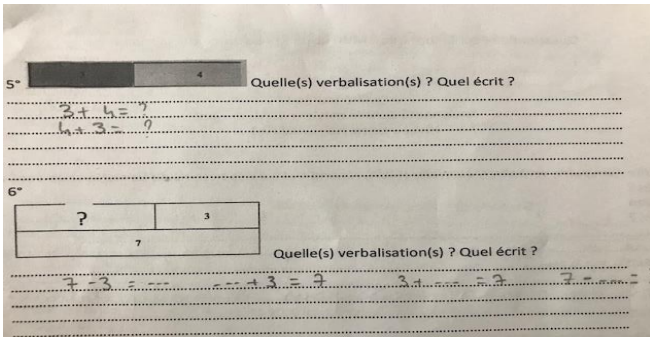 5°
3 4
Quelle(s) verbalisation(s) ? Quel écrit ?
3 + 4 = ?
4 + 3 = ?
6°
? 3
7
Quelle(s) verbalisation(s) ? Quel écrit ?
7 - 3 = --- --- + 3 = 7 3 + --- = 7 7 - ---- =